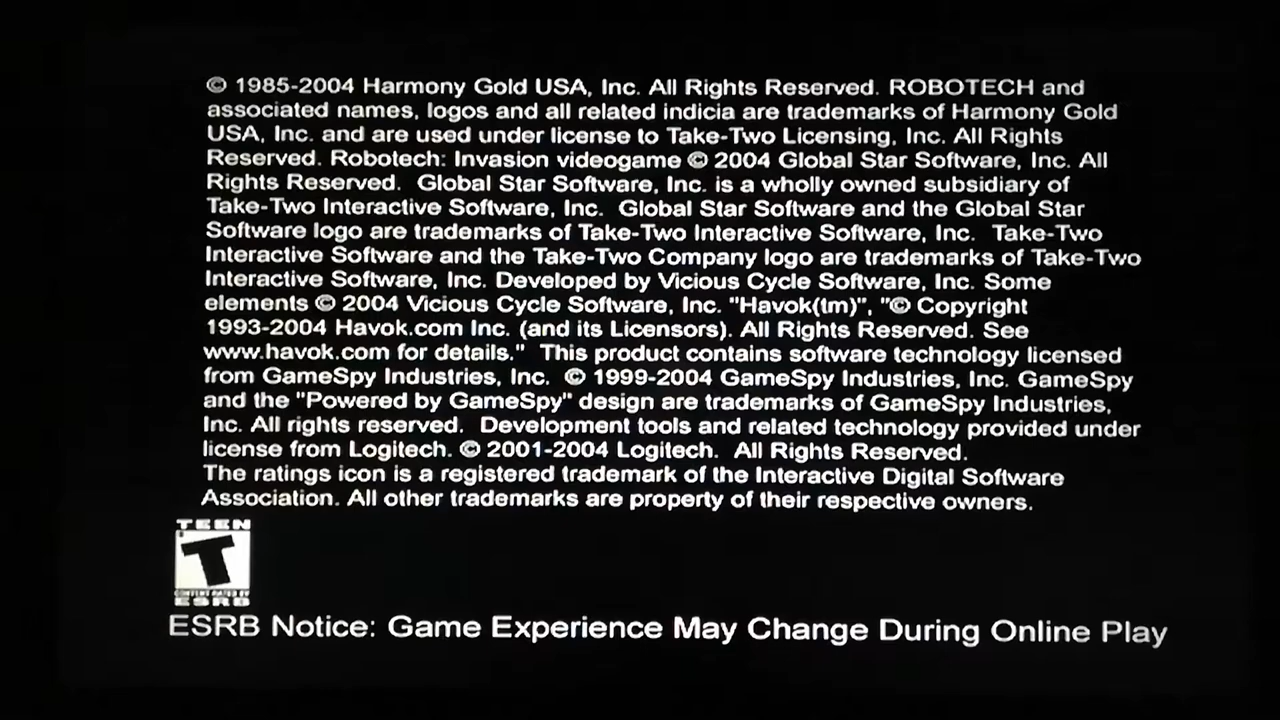 © 1985-2004 Harmony Gold USA, Inc. All Rights Reserved. ROBOTECH and
associated names, logos and all related indicia are trademarks of Harmony Gold
USA, Inc. and are used under license to Take-Two Licensing, Inc. All Rights
Reserved. Robotech: Invasion videogame © 2004 Global Star Software, Inc. All
Rights Reserved. Global Star Software, Inc. is a wholly owned subsidiary of
Take-Two Interactive Software, Inc. Global Star Software and the Global Star
Software logo are trademarks of Take-Two Interactive Software, Inc. Take-Two
Interactive Software and the Take-Two Company logo are trademarks of Take-Two
Interactive Software, Inc. Developed by Vicious Cycle Software, Inc. Some
elements © 2004 Vicious Cycle Software, Inc. "Havok(tm)", "© Copyright
1993-2004 Havok.com Inc. (and its Licensors). All Rights Reserved. See
www.havok.com for details." This product contains software technology licensed
from GameSpy Industries, Inc. © 1999-2004 GameSpy Industries, Inc. GameSpy
and the "Powered by GameSpy" design are trademarks of GameSpy Industries,
Inc. All rights reserved. Development tools and related technology provided under
license from Logitech. © 2001-2004 Logitech. All Rights Reserved.
The ratings icon is a registered trademark of the Interactive Digital Software
Association. All other trademarks are property of their respective owners.
TEEN
T
CONTENT RATED BY
ESRB
ESRB Notice: Game Experience May Change During Online Play